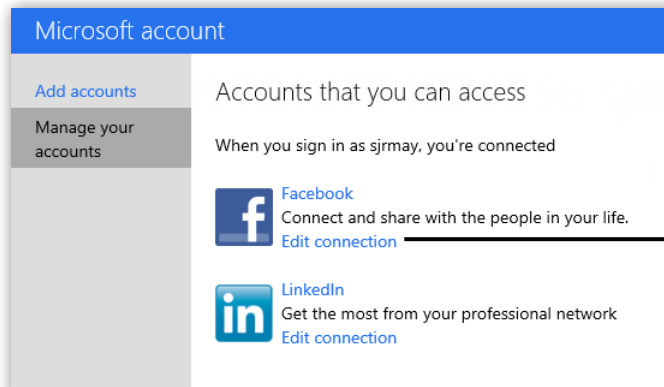 Microsoft account
Add accounts
Manage your
accounts
Accounts that you can access
When you sign in as sjrmay, you're connected
f
Facebook
Connect and share with the people in your life.
Edit connection
in
LinkedIn
Get the most from your professional network
Edit connection